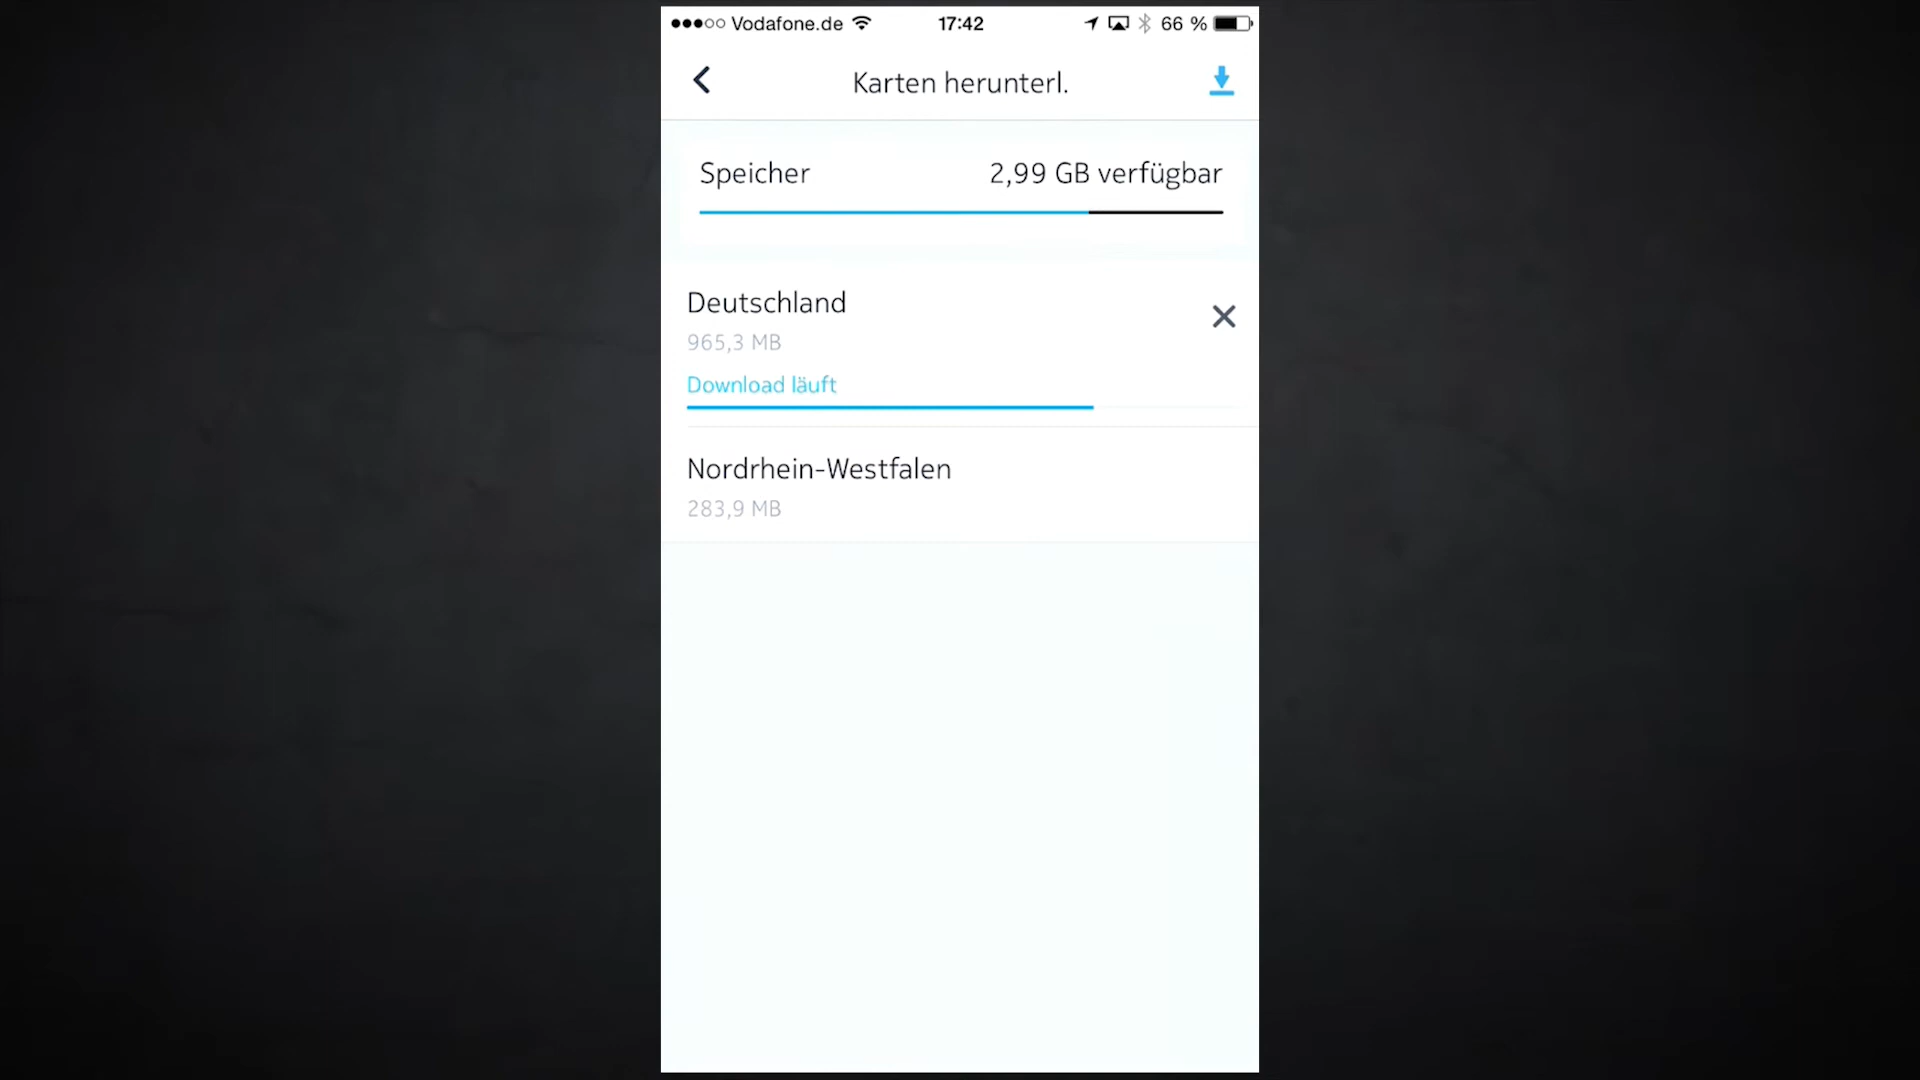 Vodafone.de 17:42 66 %
Karten herunterl.
Speicher 2,99 GB verfügbar
Deutschland
965,3 MB
Download läuft
Nordrhein-Westfalen
283,9 MB